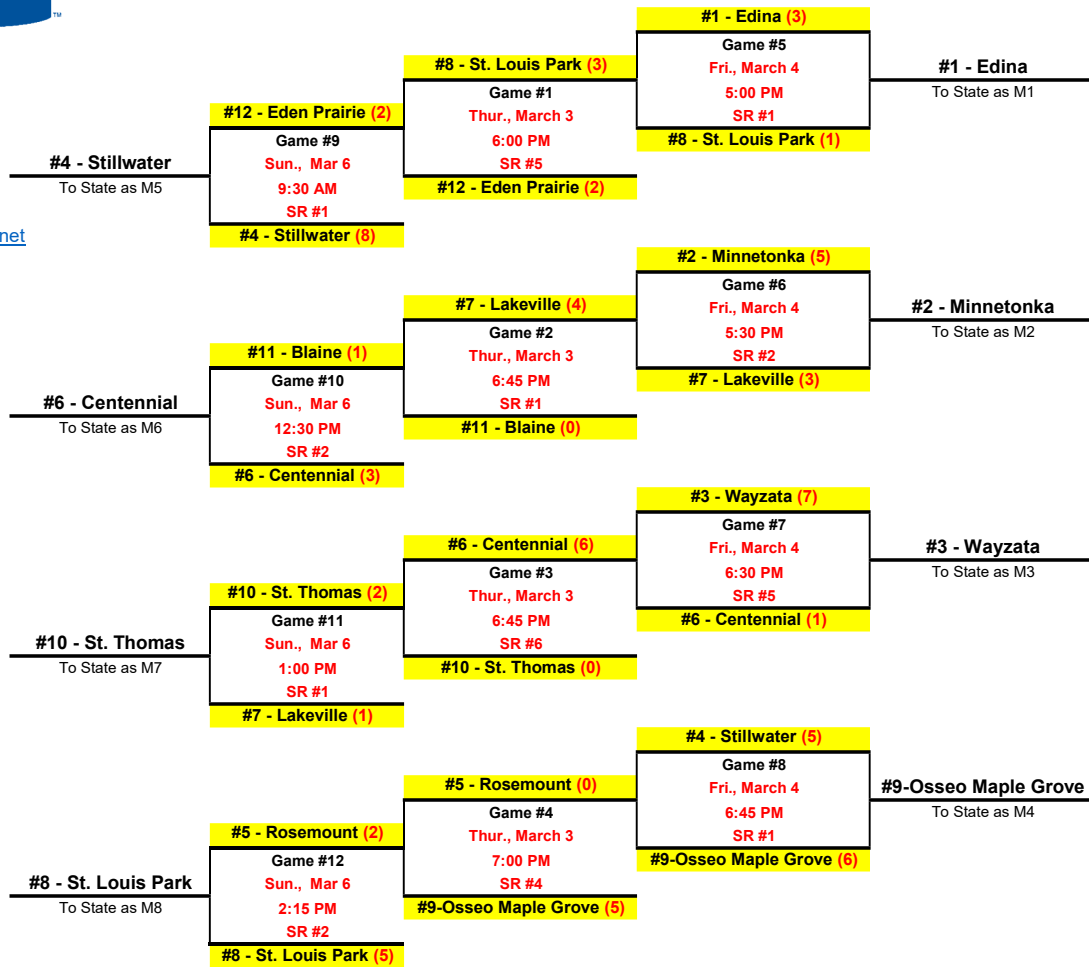 ™
#1 - Edina (3)
Game #5
Fri., March 4
5:00 PM
SR #1
#8 - St. Louis Park (1)
#1 - Edina
To State as M1
#8 - St. Louis Park (3)
Game #1
Thur., March 3
6:00 PM
SR #5
#12 - Eden Prairie (2)
#12 - Eden Prairie (2)
Game #9
Sun., Mar 6
9:30 AM
SR #1
#4 - Stillwater (8)
#4 - Stillwater
To State as M5
net
#2 - Minnetonka (5)
Game #6
Fri., March 4
5:30 PM
SR #2
#7 - Lakeville (3)
#2 - Minnetonka
To State as M2
#7 - Lakeville (4)
Game #2
Thur., March 3
6:45 PM
SR #1
#11 - Blaine (0)
#11 - Blaine (1)
Game #10
Sun., Mar 6
12:30 PM
SR #2
#6 - Centennial (3)
#6 - Centennial
To State as M6
#3 - Wayzata (7)
Game #7
Fri., March 4
6:30 PM
SR #5
#6 - Centennial (1)
#3 - Wayzata
To State as M3
#6 - Centennial (6)
Game #3
Thur., March 3
6:45 PM
SR #6
#10 - St. Thomas (0)
#10 - St. Thomas (2)
Game #11
Sun., Mar 6
1:00 PM
SR #1
#7 - Lakeville (1)
#10 - St. Thomas
To State as M7
#4 - Stillwater (5)
Game #8
Fri., March 4
6:45 PM
SR #1
#9-Osseo Maple Grove (6)
#9-Osseo Maple Grove
To State as M4
#5 - Rosemount (0)
Game #4
Thur., March 3
7:00 PM
SR #4
#9-Osseo Maple Grove (5)
#5 - Rosemount (2)
Game #12
Sun., Mar 6
2:15 PM
SR #2
#8 - St. Louis Park (5)
#8 - St. Louis Park
To State as M8